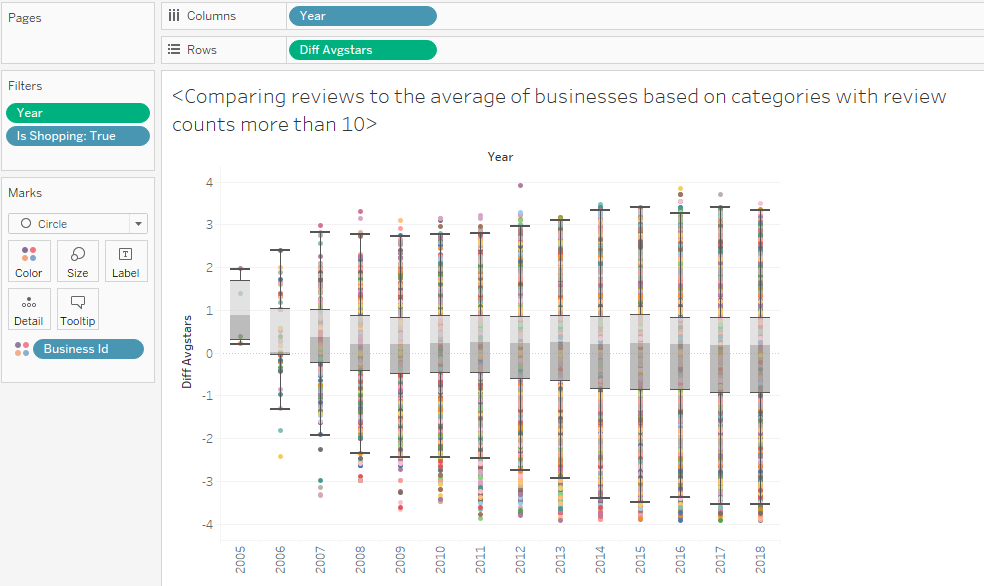 Pages
Columns
Year
Rows
Diff Avgstars
Filters
Year
Is Shopping: True
Marks
Circle
Color
Size
Label
Detail
Tooltip
Business Id
<Comparing reviews to the average of businesses based on categories with review
counts more than 10>
Year
Diff Avgstars
4
3
2
1
0
-1
-2
-3
-4
2005
2006
2007
2008
2009
2010
2011
2012
2013
2014
2015
2016
2017
2018